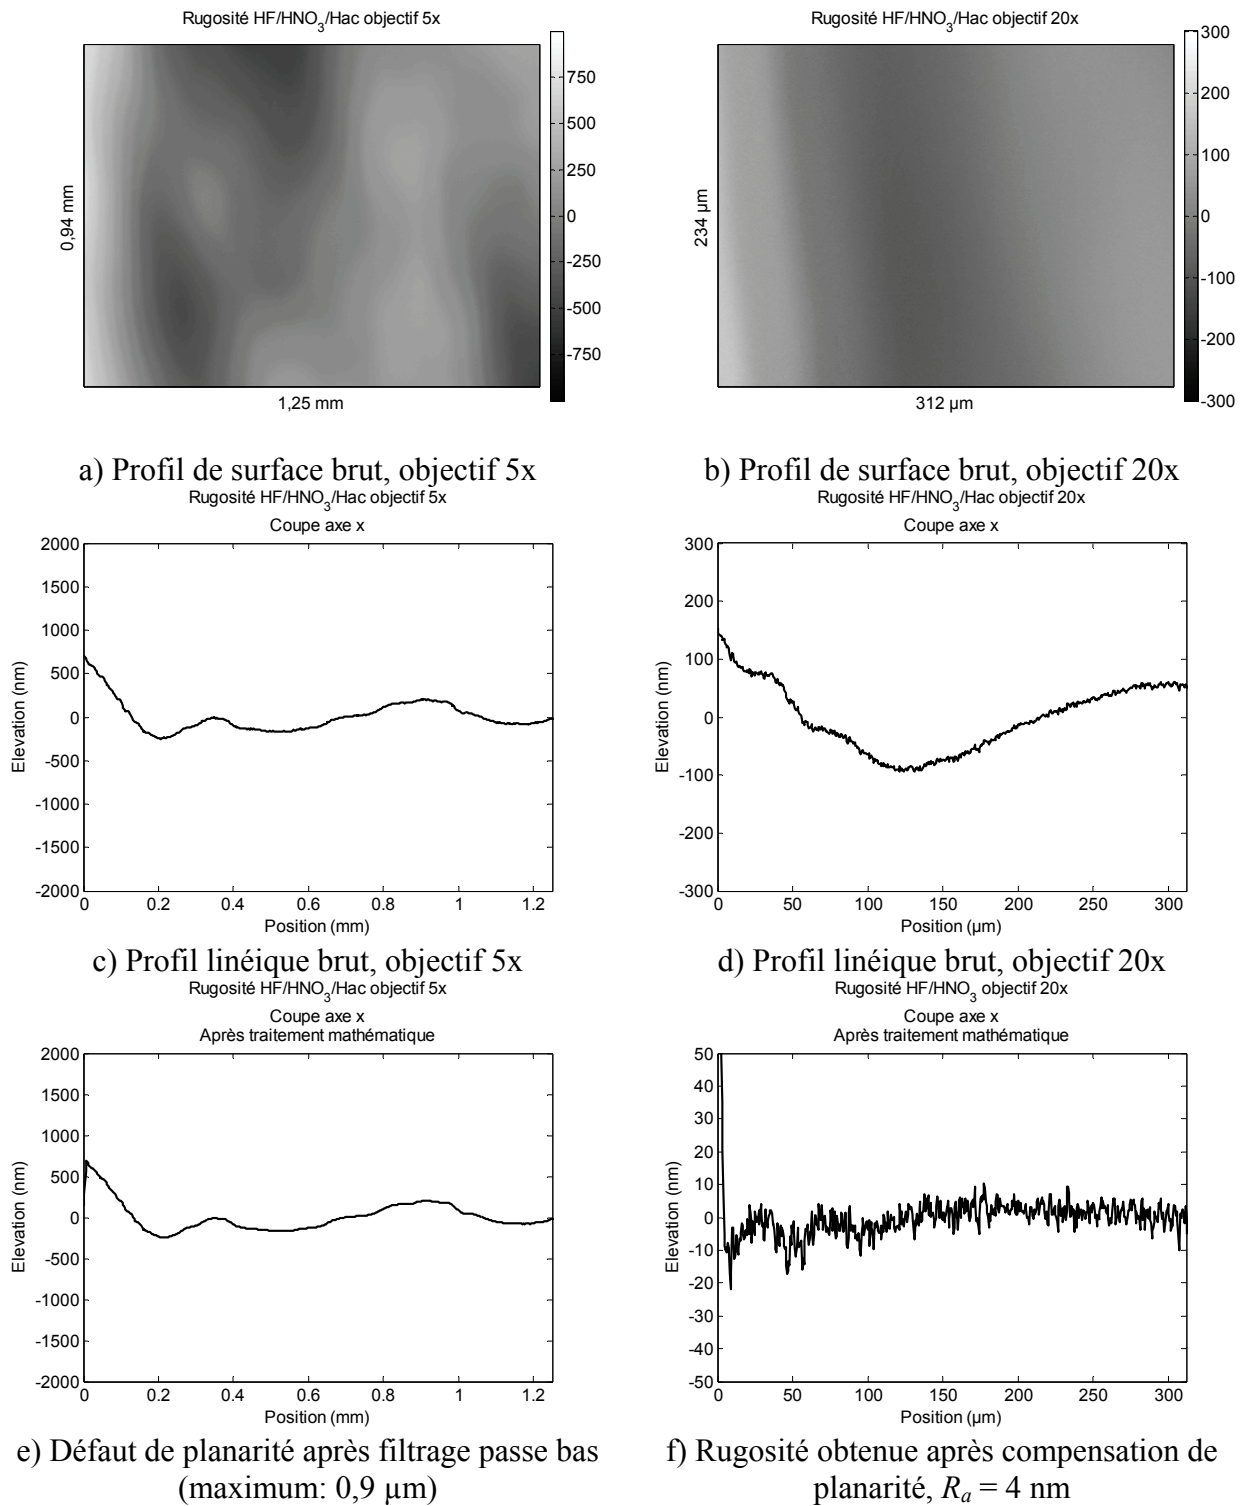 Rugosité HF/HNO3/Hac objectif 5x
750
500
250
0
-250
-500
-750
0,94 mm
1,25 mm
Rugosité HF/HNO3/Hac objectif 20x
300
200
100
0
-100
-200
-300
234 µm
312 µm
a) Profil de surface brut, objectif 5x
b) Profil de surface brut, objectif 20x
Rugosité HF/HNO3/Hac objectif 5x
Coupe axe x
2000
1500
1000
500
0
-500
-1000
-1500
-2000
Elevation (nm)
0 0.2 0.4 0.6 0.8 1 1.2
Position (mm)
Rugosité HF/HNO3/Hac objectif 20x
Coupe axe x
300
200
100
0
-100
-200
-300
Elevation (nm)
0 50 100 150 200 250 300
Position (µm)
c) Profil linéique brut, objectif 5x
d) Profil linéique brut, objectif 20x
Rugosité HF/HNO3/Hac objectif 5x
Coupe axe x
Après traitement mathématique
2000
1500
1000
500
0
-500
-1000
-1500
-2000
Elevation (nm)
0 0.2 0.4 0.6 0.8 1 1.2
Position (mm)
Rugosité HF/HNO3 objectif 20x
Coupe axe x
Après traitement mathématique
50
40
30
20
10
0
-10
-20
-30
-40
-50
Elevation (nm)
0 50 100 150 200 250 300
Position (µm)
e) Défaut de planarité après filtrage passe bas
(maximum: 0,9 µm)
f) Rugosité obtenue après compensation de
planarité, Ra = 4 nm